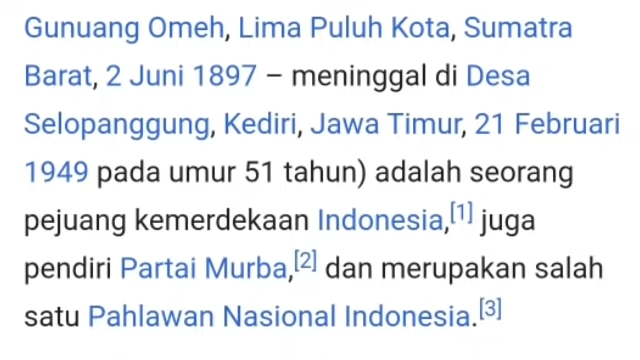 Gunuang Omeh, Lima Puluh Kota, Sumatra
Barat, 2 Juni 1897 – meninggal di Desa
Selopanggung, Kediri, Jawa Timur, 21 Februari
1949 pada umur 51 tahun) adalah seorang
pejuang kemerdekaan Indonesia,[1] juga
pendiri Partai Murba,[2] dan merupakan salah
satu Pahlawan Nasional Indonesia.[3]